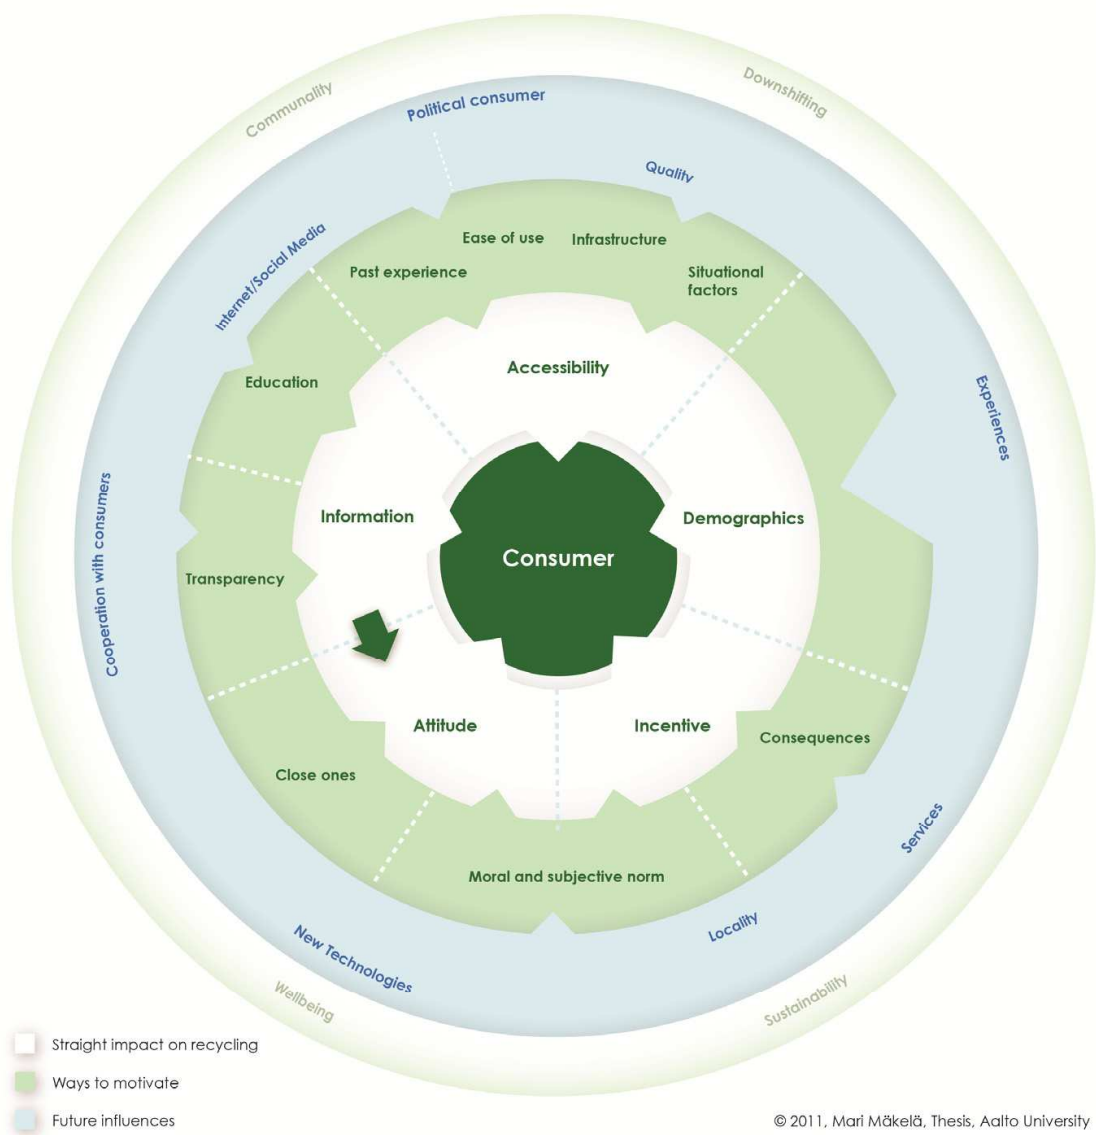 Communality
Downshifting
Political consumer
Quality
Internet/Social Media
Experiences
Cooperation with consumers
Services
New Technologies
Locality
Wellbeing
Sustainability
Ease of use
Infrastructure
Past experience
Situational
factors
Education
Transparency
Close ones
Consequences
Moral and subjective norm
Accessibility
Information
Demographics
Attitude
Incentive
Consumer
Straight impact on recycling
Ways to motivate
Future influences
© 2011, Mari Mäkelä, Thesis, Aalto University